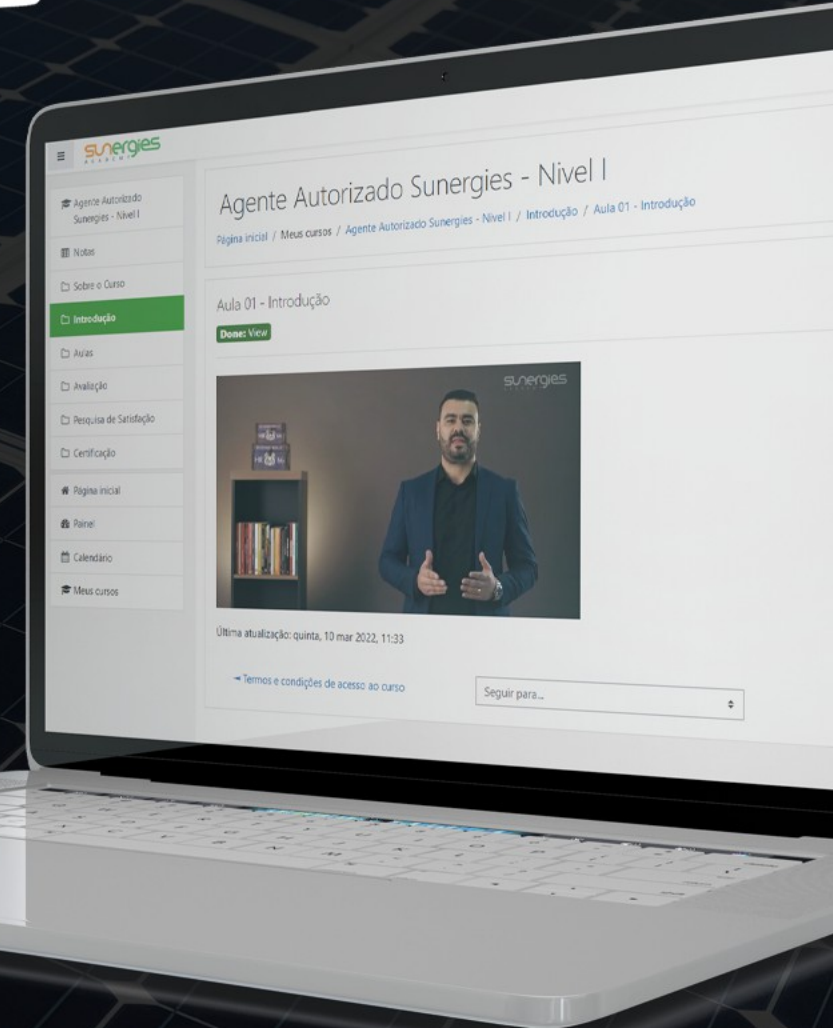 sunergies
ACADEMY
Agente Autorizado
Sunergies - Nível I
Notas
Sobre o Curso
Introdução
Aulas
Avaliação
Pesquisa de Satisfação
Certificação
Página inicial
Painel
Calendário
Meus cursos
Agente Autorizado Sunergies - Nível I
Página inicial / Meus cursos / Agente Autorizado Sunergies - Nível I / Introdução / Aula 01 - Introdução
Aula 01 - Introdução
Done: View
sunergies
Última atualização: quinta, 10 mar 2022, 11:33
◄ Termos e condições de acesso ao curso
Seguir para...